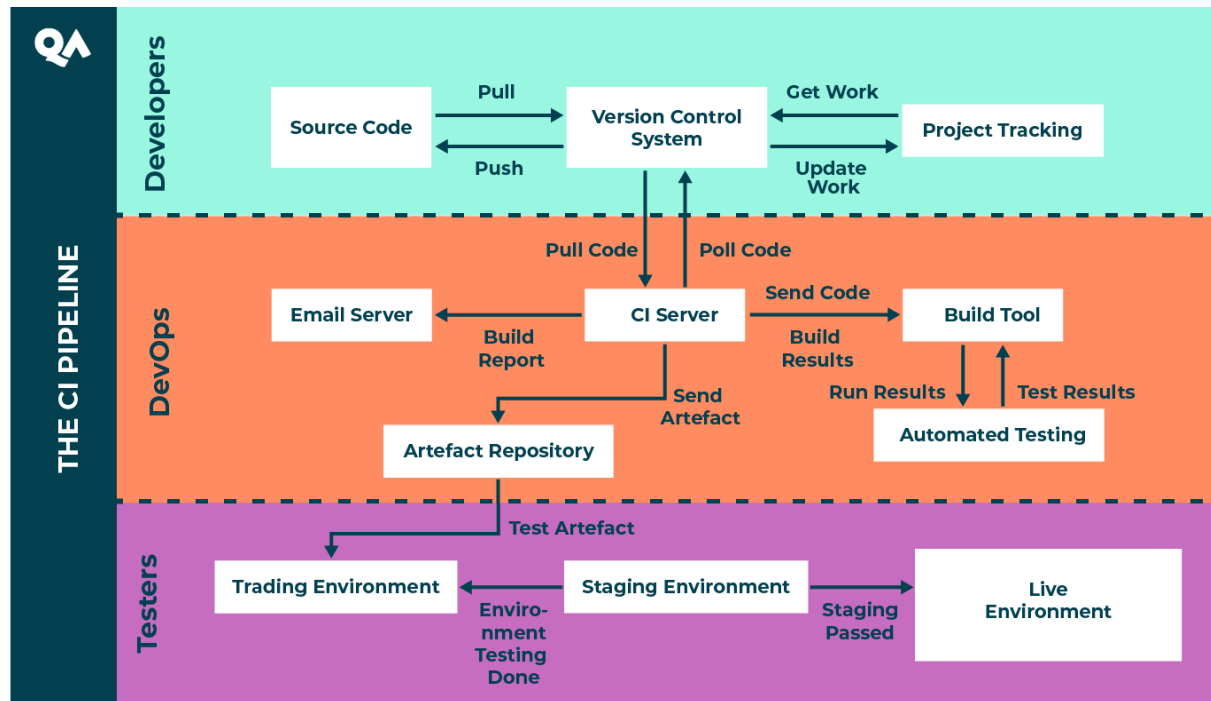 QA
THE CI PIPELINE
Developers
Source Code
Pull
Push
Version Control
System
Get Work
Update
Work
Project Tracking
DevOps
Pull Code
Poll Code
Email Server
Build
Report
CI Server
Send Code
Build
Results
Build Tool
Run Results
Test Results
Automated Testing
Send
Artefact
Artefact Repository
Testers
Test Artefact
Trading Environment
Enviro-
nment
Testing
Done
Staging Environment
Staging
Passed
Live
Environment